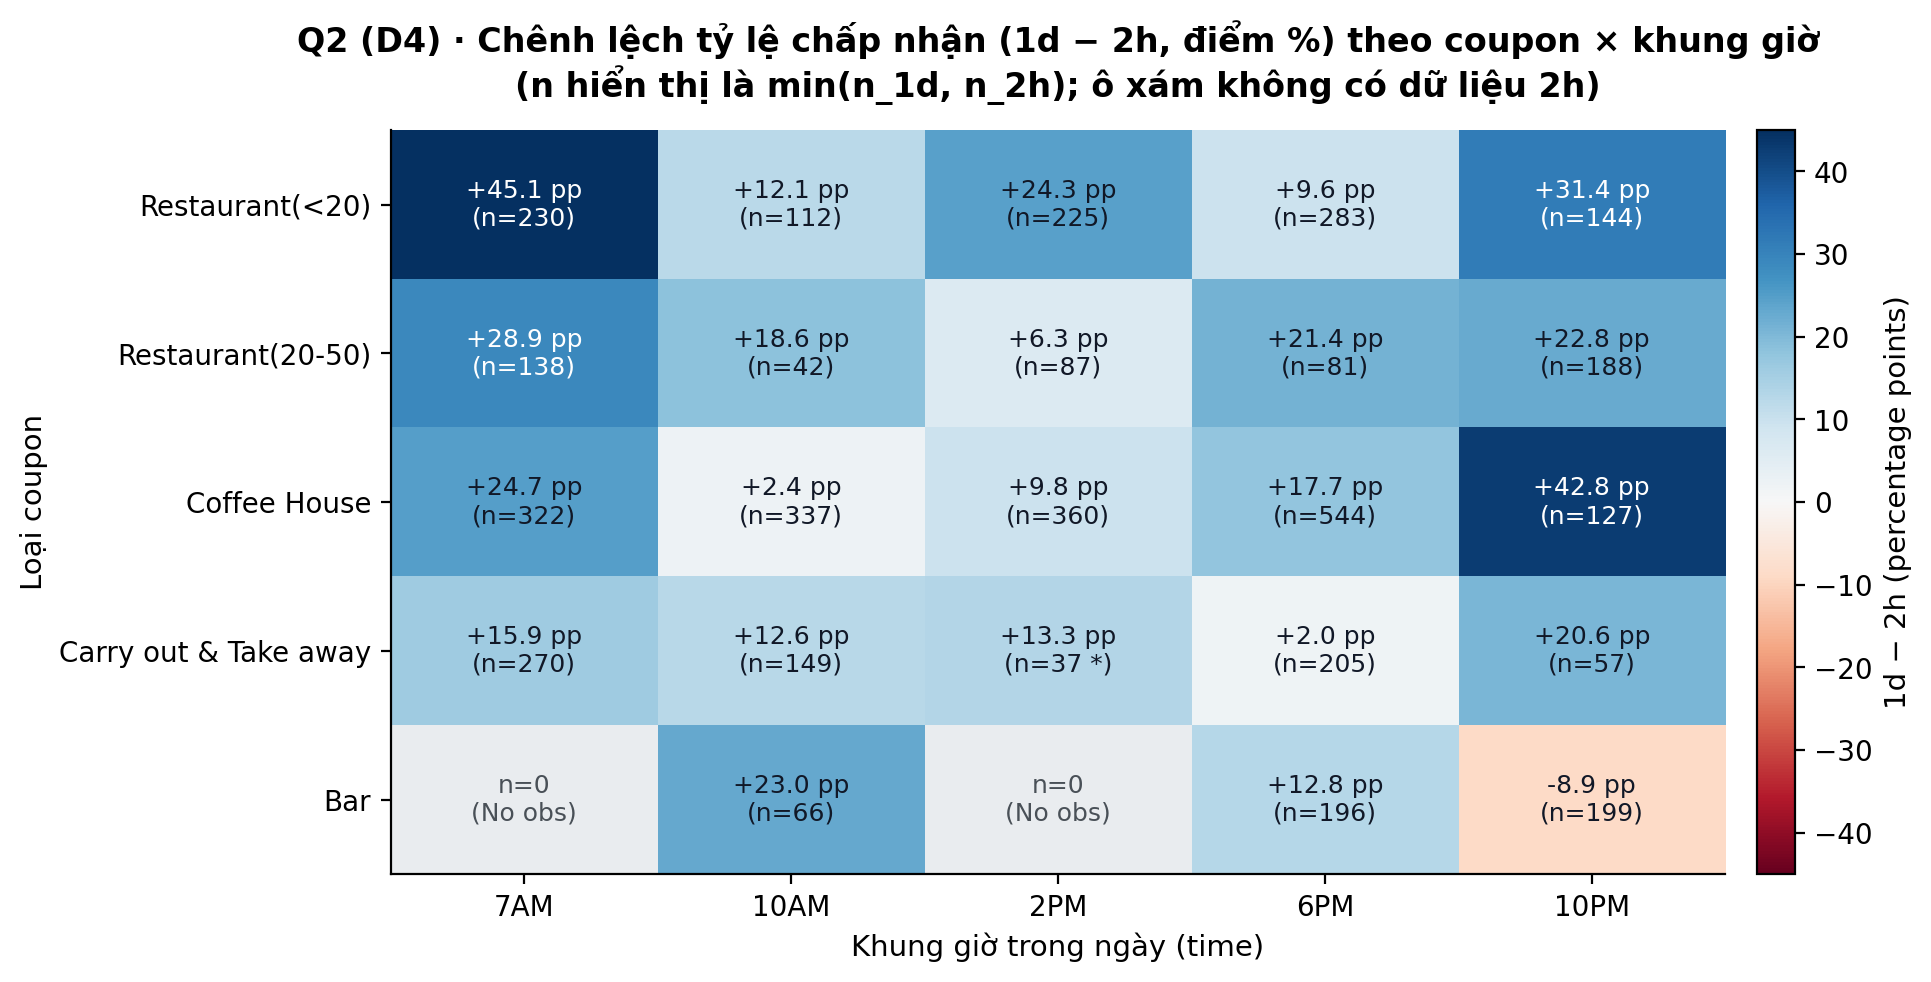 Q2 (D4) · Chênh lệch tỷ lệ chấp nhận (1d − 2h, điểm %) theo coupon × khung giờ
(n hiển thị là min(n_1d, n_2h); ô xám không có dữ liệu 2h)
Loại coupon
Restaurant(<20)
+45.1 pp
(n=230)
+12.1 pp
(n=112)
+24.3 pp
(n=225)
+9.6 pp
(n=283)
+31.4 pp
(n=144)
Restaurant(20-50)
+28.9 pp
(n=138)
+18.6 pp
(n=42)
+6.3 pp
(n=87)
+21.4 pp
(n=81)
+22.8 pp
(n=188)
Coffee House
+24.7 pp
(n=322)
+2.4 pp
(n=337)
+9.8 pp
(n=360)
+17.7 pp
(n=544)
+42.8 pp
(n=127)
Carry out & Take away
+15.9 pp
(n=270)
+12.6 pp
(n=149)
+13.3 pp
(n=37 *)
+2.0 pp
(n=205)
+20.6 pp
(n=57)
Bar
n=0
(No obs)
+23.0 pp
(n=66)
n=0
(No obs)
+12.8 pp
(n=196)
-8.9 pp
(n=199)
7AM
10AM
2PM
6PM
10PM
Khung giờ trong ngày (time)
40
30
20
10
0
−10
−20
−30
−40
1d − 2h (percentage points)